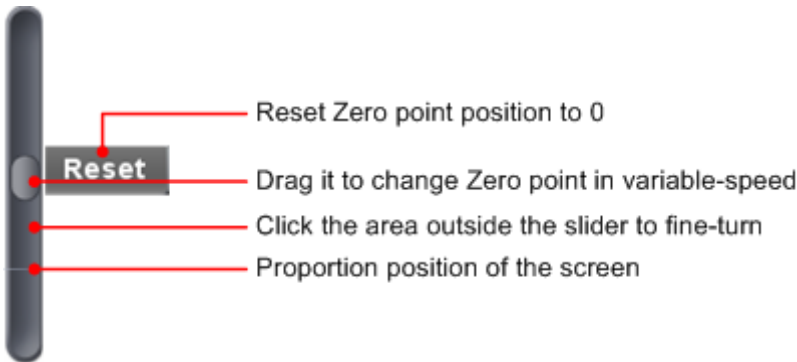 Reset Zero point position to 0
Reset
Drag it to change Zero point in variable-speed
Click the area outside the slider to fine-turn
Proportion position of the screen